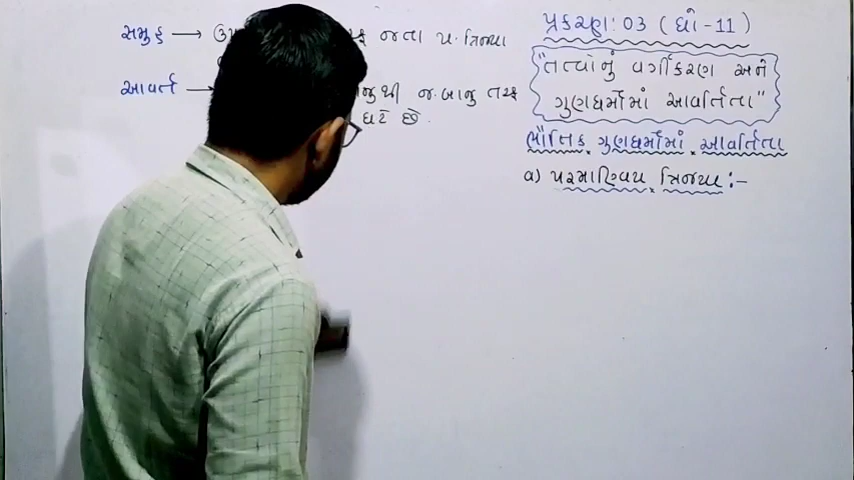 સમૂહ → જતા પ. ત્રિજ્યા
આવર્ત → બાજુથી જ.બાજુ તરફ
ઘટે છે.
પ્રકરણ: 03 (ધો-11)
"તત્વોનું વર્ગીકરણ અને
ગુણધર્મોમાં આવર્તિતા"
ભૌતિક ગુણધર્મોમાં આવર્તિતા
a) પરમાણ્વિય ત્રિજ્યા :-